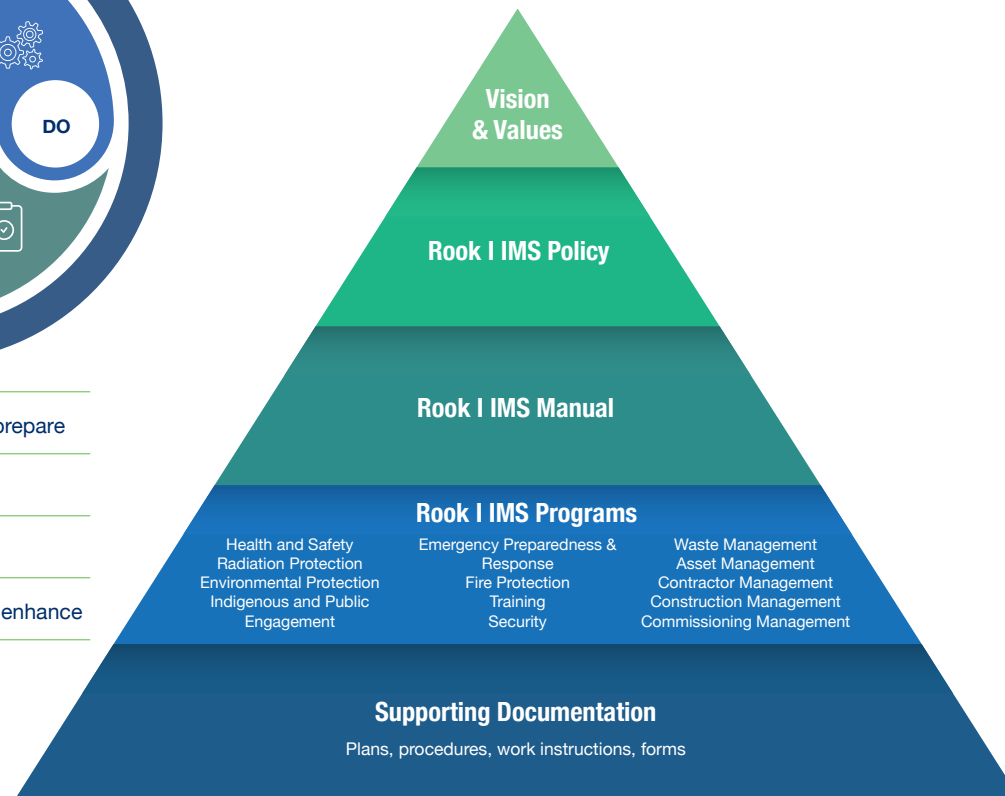 DO
prepare
enhance
Vision
& Values
Rook I IMS Policy
Rook I IMS Manual
Rook I IMS Programs
Health and Safety
Radiation Protection
Environmental Protection
Indigenous and Public
Engagement
Emergency Preparedness &
Response
Fire Protection
Training
Security
Waste Management
Asset Management
Contractor Management
Construction Management
Commissioning Management
Supporting Documentation
Plans, procedures, work instructions, forms